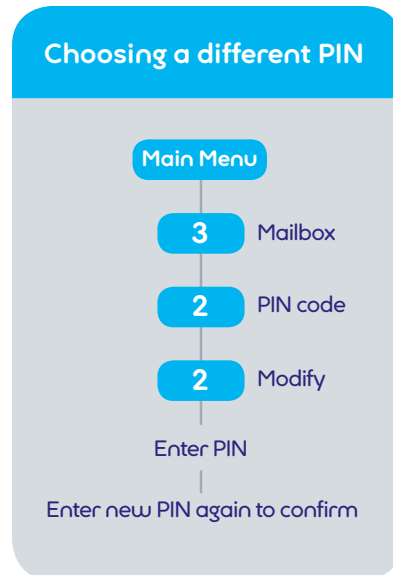 Choosing a different PIN
Main Menu
3 Mailbox
2 PIN code
2 Modify
Enter PIN
Enter new PIN again to confirm